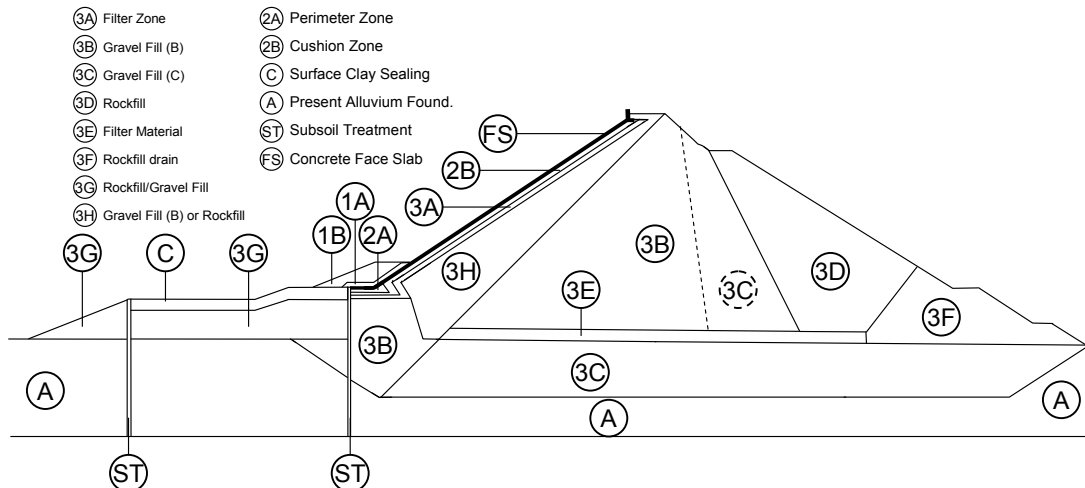 3A Filter Zone
3B Gravel Fill (B)
3C Gravel Fill (C)
3D Rockfill
3E Filter Material
3F Rockfill drain
3G Rockfill/Gravel Fill
3H Gravel Fill (B) or Rockfill
2A Perimeter Zone
2B Cushion Zone
C Surface Clay Sealing
A Present Alluvium Found.
ST Subsoil Treatment
FS Concrete Face Slab
FS
2B
1A
3A
1B
2A
3G
C
3G
3H
3B
3D
3C
3E
3F
3B
3C
A
A
A
ST
ST